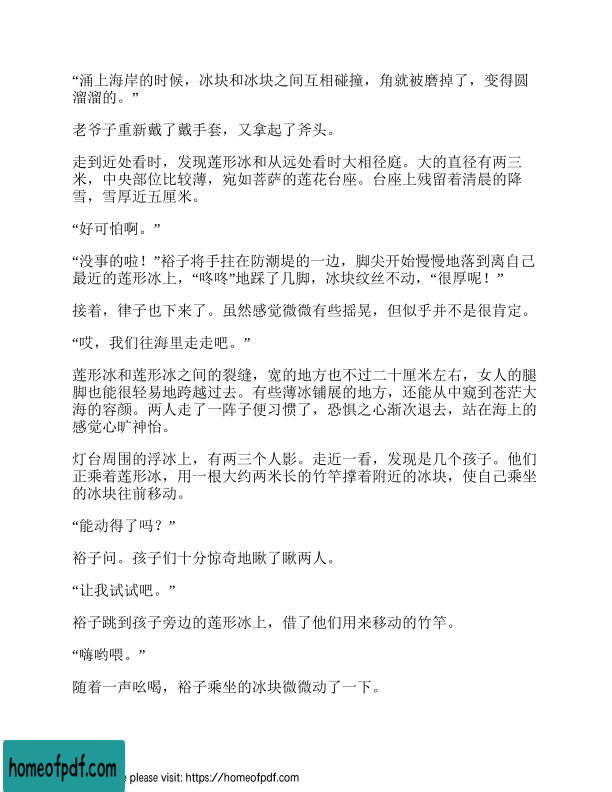 “涌上海岸的时候，冰块和冰块之间互相碰撞，角就被磨掉了，变得圆
溜溜的。”
老爷子重新戴了戴手套，又拿起了斧头。
走到近处看时，发现莲形冰和从远处看时大相径庭。大的直径有两三
米，中央部位比较薄，宛如菩萨的莲花台座。台座上残留着清晨的降
雪，雪厚近五厘米。
“好可怕啊。”
“没事的啦！”裕子将手拄在防潮堤的一边，脚尖开始慢慢地落到离自己
最近的莲形冰上，“咚咚”地踩了几脚，冰块纹丝不动，“很厚呢！”
接着，律子也下来了。虽然感觉微微有些摇晃，但似乎并不是很肯定。
“哎，我们往海里走走吧。”
莲形冰和莲形冰之间的裂缝，宽的地方也不过二十厘米左右，女人的腿
脚也能很轻易地跨越过去。有些薄冰铺展的地方，还能从中窥到苍茫大
海的容颜。两人走了一阵子便习惯了，恐惧之心渐次退去，站在海上的
感觉心旷神怡。
灯台周围的浮冰上，有两三个人影。走近一看，发现是几个孩子。他们
正乘着莲形冰，用一根大约两米长的竹竿撑着附近的冰块，使自己乘坐
的冰块往前移动。
“能动得了吗？”
裕子问。孩子们十分惊奇地瞅了瞅两人。
“让我试试吧。”
裕子跳到孩子旁边的莲形冰上，借了他们用来移动的竹竿。
“嗨哟喂。”
随着一声吆喝，裕子乘坐的冰块微微动了一下。
homeofpdf.com
e please visit: https://homeofpdf.com